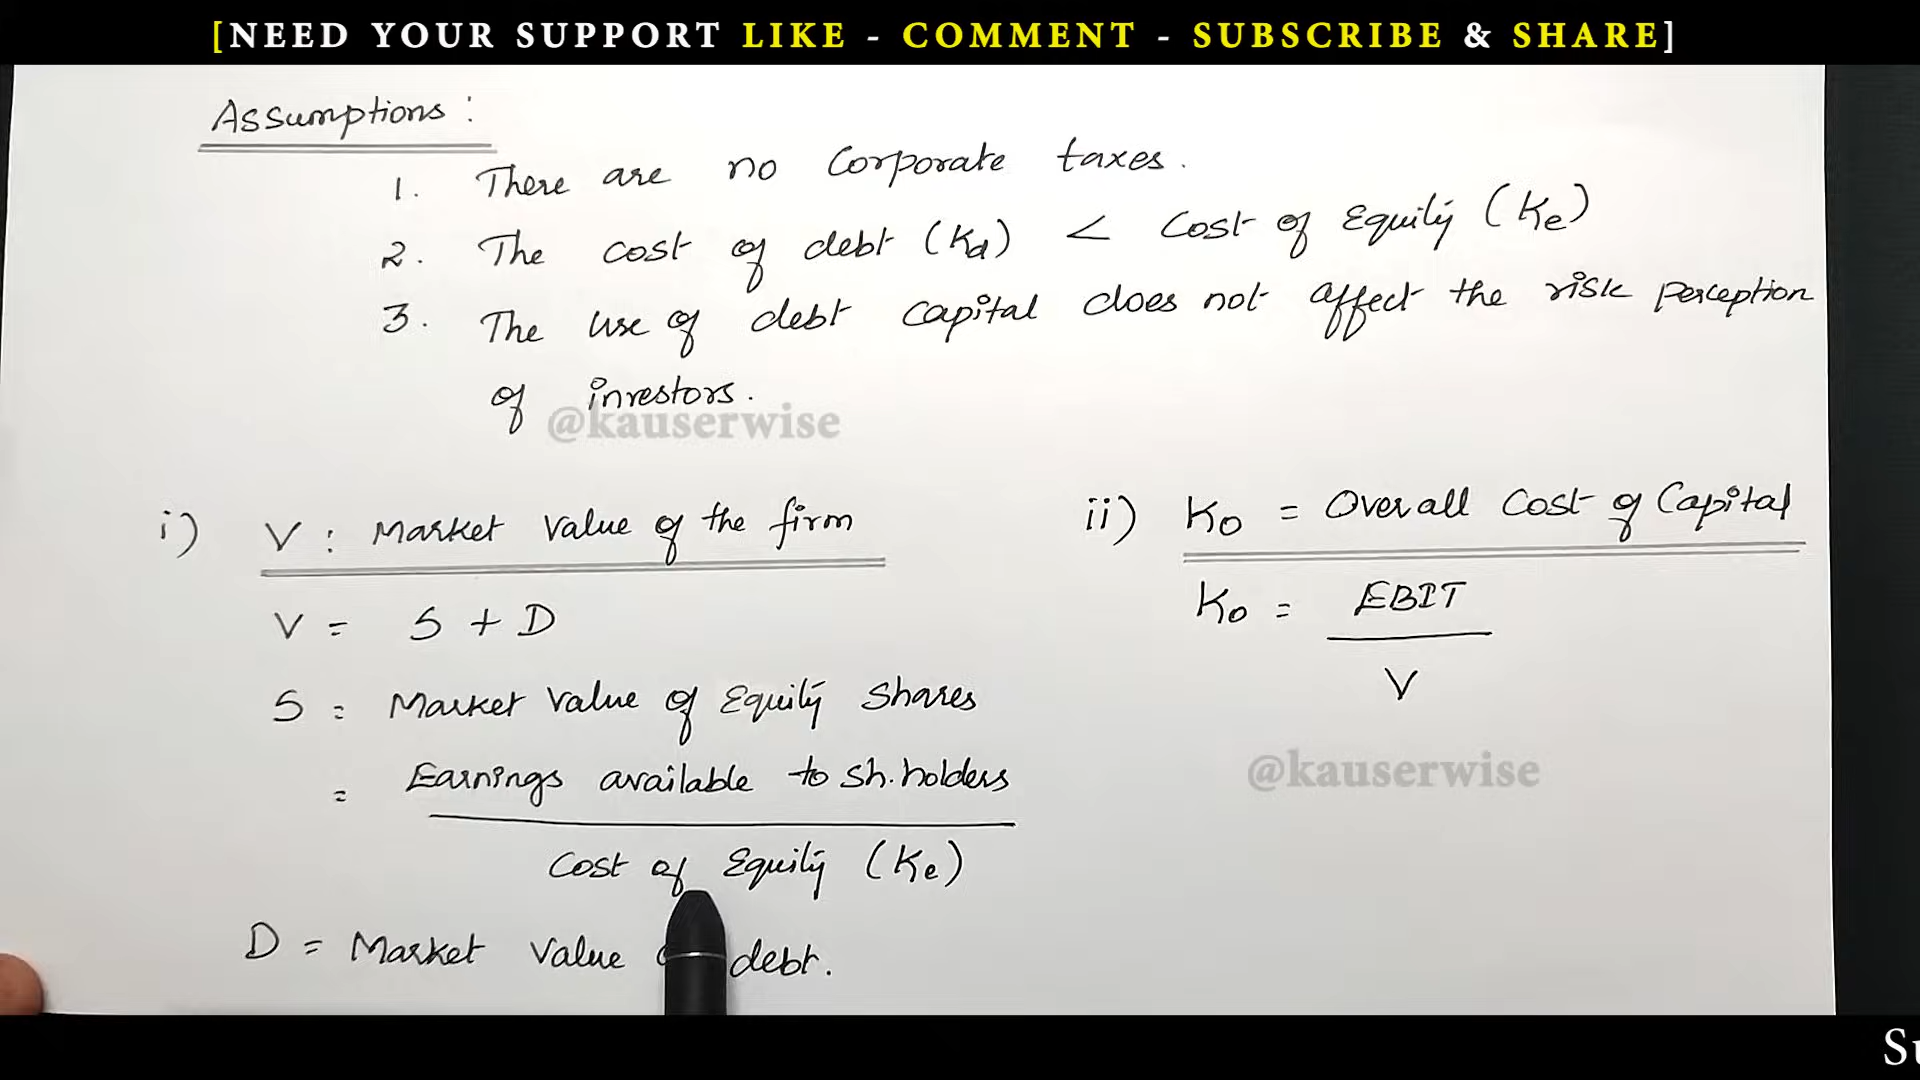 [NEED YOUR SUPPORT LIKE - COMMENT - SUBSCRIBE & SHARE]
Assumptions:
1. There are no Corporate taxes.
2. The cost of debt (Kd) < Cost of Equity (Ke)
3. The use of debt capital does not affect the risk perception
of investors.
@kauserwise
i) V: Market Value of the firm
V = S + D
S = Market Value of Equity Shares
= Earnings available to Sh.holders
Cost of Equity (Ke)
D = Market Value debt.
ii) Ko = Overall Cost of Capital
Ko = EBIT
V
@kauserwise